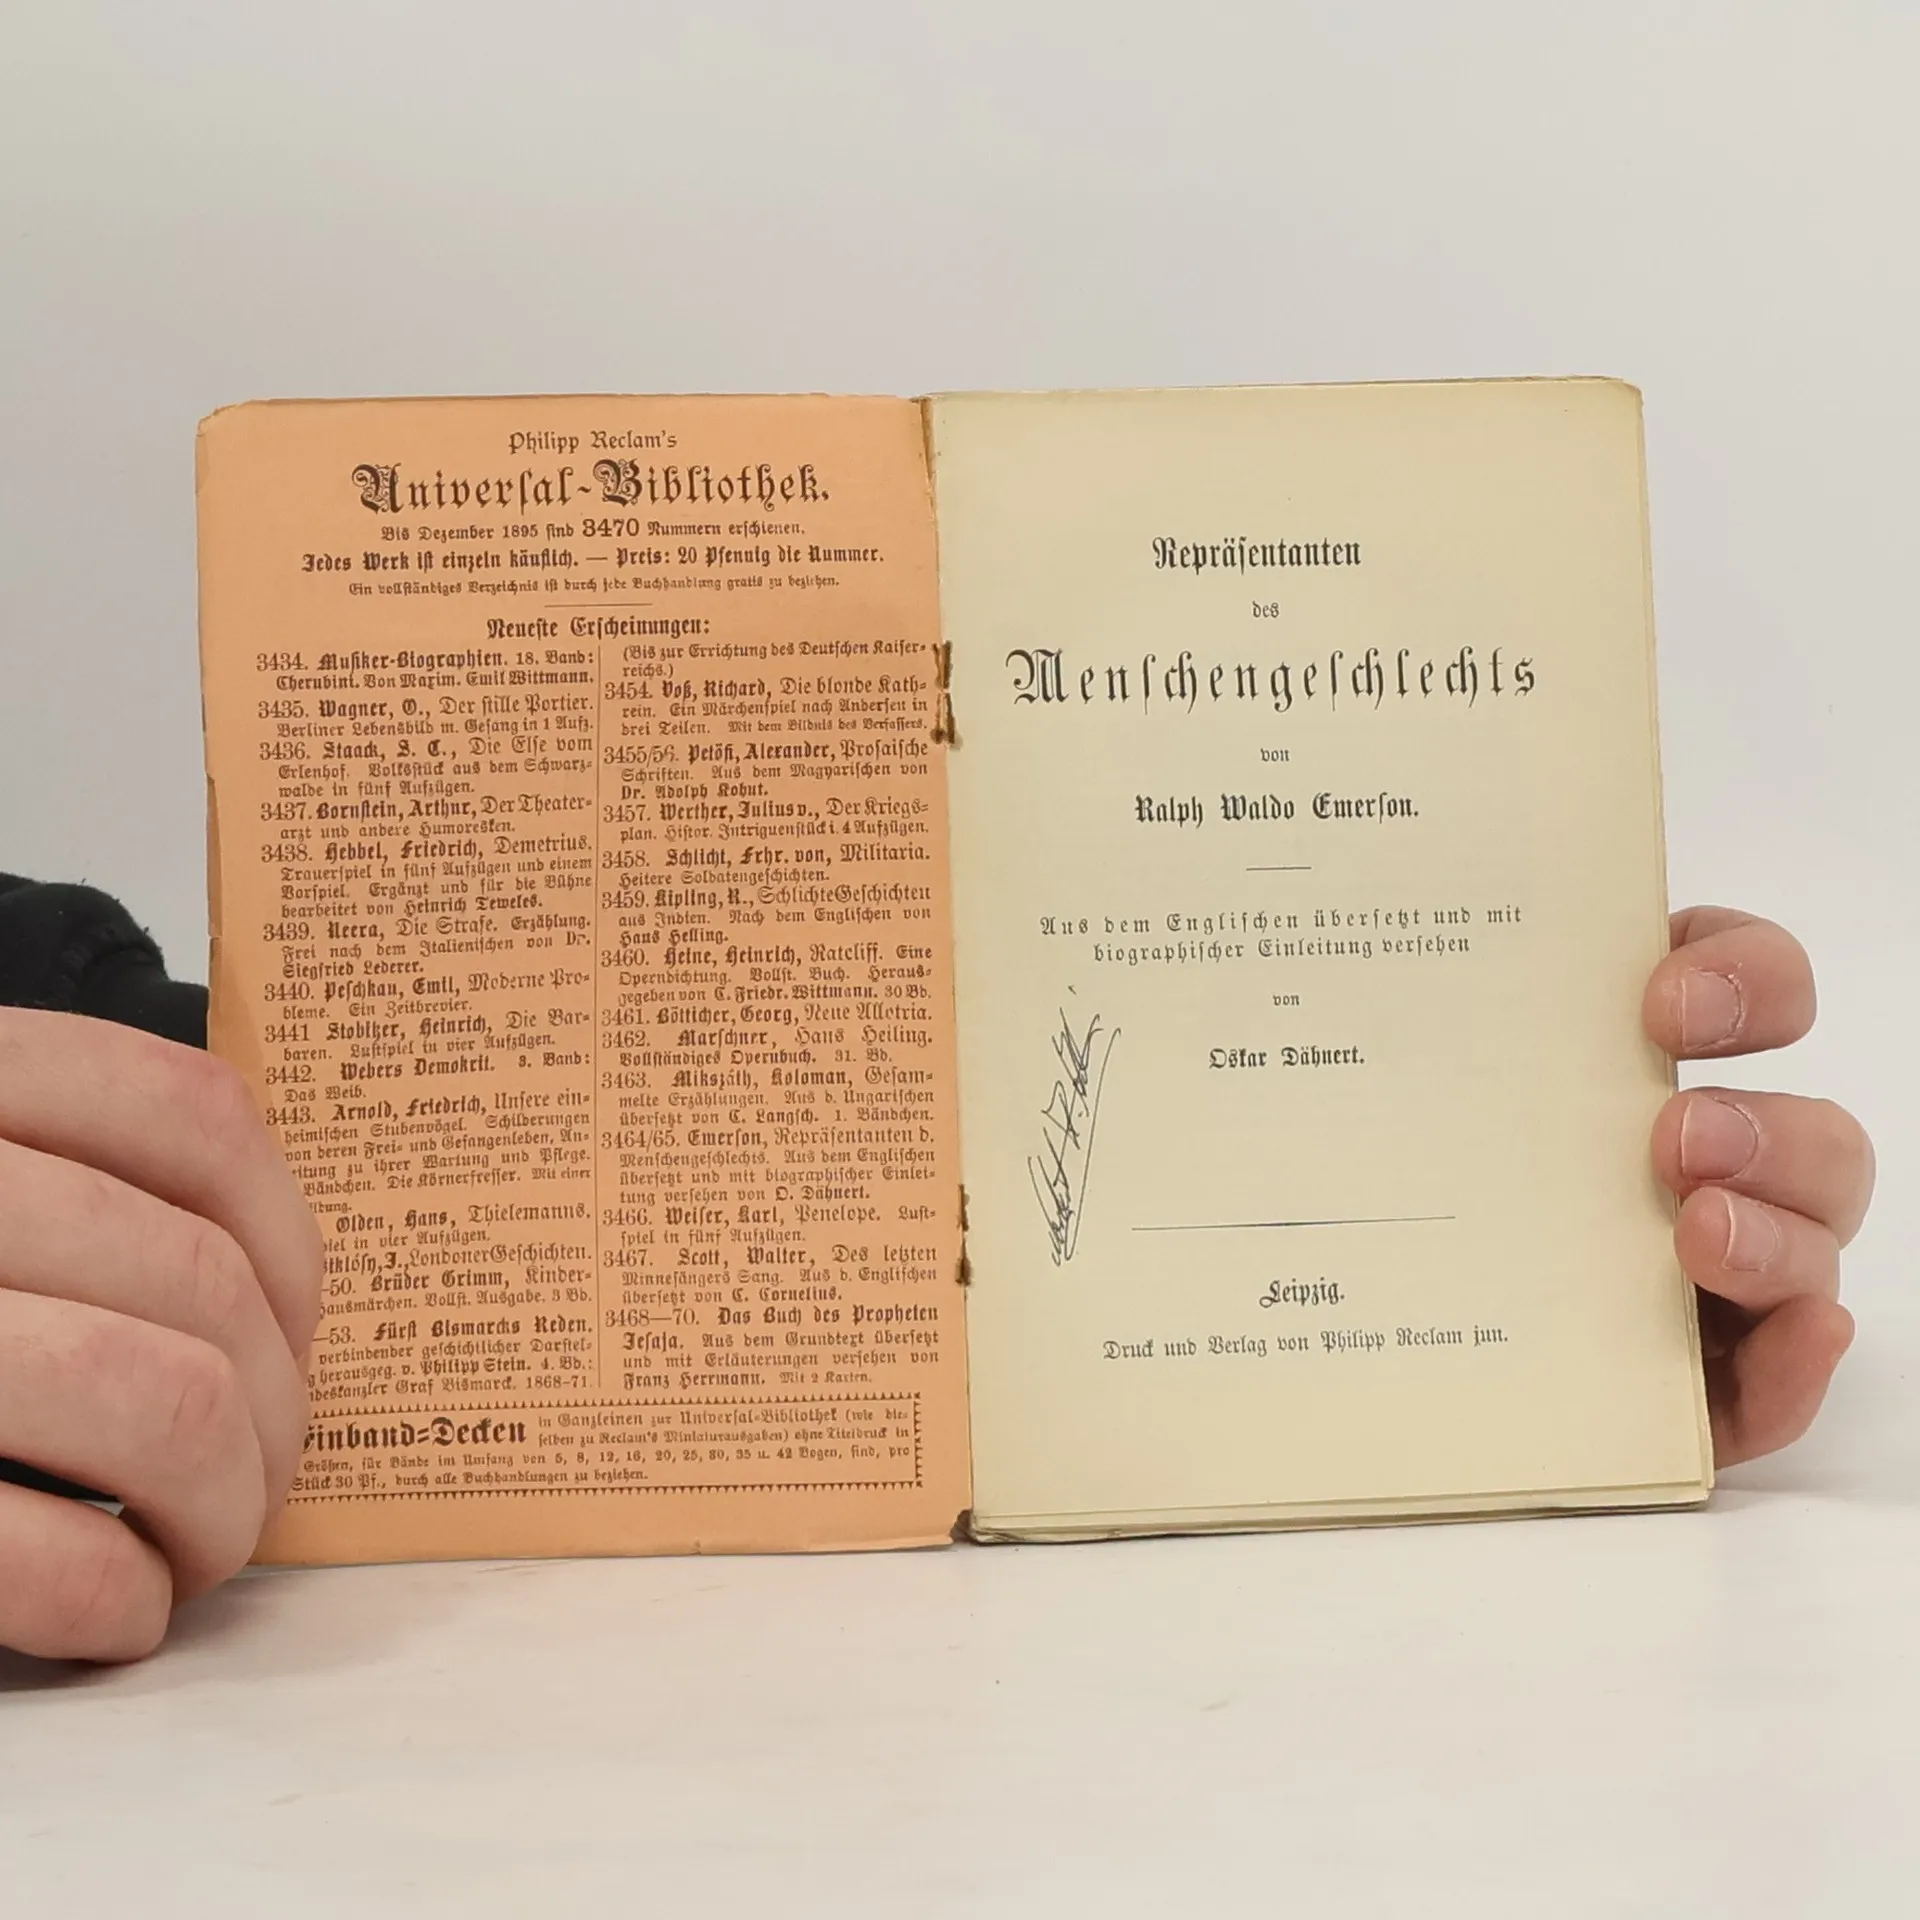 Philipp Reclam's
Universal-Bibliothek.
Bis Dezember 1895 sind 3470 Nummern erschienen.
Jedes Werk ist einzeln käuflich. — Preis: 20 Pfennig die Nummer.
Ein vollständiges Verzeichnis ist durch jede Buchhandlung gratis zu beziehen.
Neueste Erscheinungen:
3434. Musiker-Biographien. 18. Band:
Cherubini. Von Maxim. Emil Wittmann.
3435. Wagner, O., Der stille Portier.
Berliner Lebensbild m. Gesang in 1 Aufz.
3436. Staack, S. C., Die Else vom
Erlenhof. Volksstück aus dem Schwarz-
walde in fünf Aufzügen.
3437. Bornstein, Arthur, Der Theater-
arzt und andere Humoresken.
3438. Hebbel, Friedrich, Demetrius.
Trauerspiel in fünf Aufzügen und einem
Vorspiel. Ergänzt und für die Bühne
bearbeitet von Heinrich Teweles.
3439. Neera, Die Strafe. Erzählung.
Frei nach dem Italienischen von Dr.
Siegfried Lederer.
3440. Peschkau, Emil, Moderne Pro-
bleme. Ein Zeitbrevier.
3441 Stobitzer, Heinrich, Die Bar-
baren. Lustspiel in vier Aufzügen.
3442. Webers Demokrit. 3. Band:
Das Weib.
3443. Arnold, Friedrich, Unsere ein-
heimischen Stubenvögel. Schilderungen
von deren Frei- und Gefangenleben, An-
itung zu ihrer Wartung und Pflege.
Bändchen. Die Körnerfresser. Mit einer
ldung.
Olden, Hans, Thielemanns.
iel in vier Aufzügen.
iklósy, J., Londoner Geschichten.
-50. Brüder Grimm, Kinder-
ausmärchen. Vollst. Ausgabe. 3 Bd.
-53. Fürst Bismarcks Reden.
verbindender geschichtlicher Darstel-
g herausgeg. v. Philipp Stein. 4. Bd.:
deskanzler Graf Bismarck. 1868-71.
(Bis zur Errichtung des Deutschen Kaiser-
reichs.)
3454. Voß, Richard, Die blonde Kath-
rein. Ein Märchenspiel nach Andersen in
drei Teilen. Mit dem Bildnis des Verfassers.
3455/56. Petöfi, Alexander, Prosaische
Schriften. Aus dem Magyarischen von
Dr. Adolph Kohut.
3457. Werther, Julius v., Der Kriegs-
plan. Histor. Intriguenstück i. 4 Aufzügen.
3458. Schlicht, Frhr. von, Militaria.
Heitere Soldatengeschichten.
3459. Kipling, R., Schlichte Geschichten
aus Indien. Nach dem Englischen von
Hans Helling.
3460. Heine, Heinrich, Ratcliff. Eine
Operndichtung. Vollst. Buch. Heraus-
gegeben von C. Friedr. Wittmann. 30 Bd.
3461. Bötticher, Georg, Neue Allotria.
3462. Marschner, Hans Heiling.
Vollständiges Opernbuch. 31. Bd.
3463. Mikszáth, Koloman, Gesam-
melte Erzählungen. Aus d. Ungarischen
übersetzt von C. Langsch. 1. Bändchen.
3464/65. Emerson, Repräsentanten d.
Menschengeschlechts. Aus dem Englischen
übersetzt und mit biographischer Einlei-
tung versehen von O. Dähnert.
3466. Weiser, Karl, Penelope. Lust-
spiel in fünf Aufzügen.
3467. Scott, Walter, Des letzten
Minnesängers Sang. Aus d. Englischen
übersetzt von C. Cornelius.
3468—70. Das Buch des Propheten
Jesaja. Aus dem Grundtext übersetzt
und mit Erläuterungen versehen von
Franz Herrmann. Mit 2 Karten.
Einband-Decken in Ganzleinen zur Universal-Bibliothek (wie die-
selben zu Reclam's Miniaturausgaben) ohne Titeldruck in
Größen, für Bände im Umfang von 5, 8, 12, 16, 20, 25, 30, 35 u. 42 Bogen, sind, pro
Stück 30 Pf., durch alle Buchhandlungen zu beziehen.
Repräsentanten
des
Menschengeschlechts
von
Ralph Waldo Emerson.
Aus dem Englischen übersetzt und mit
biographischer Einleitung versehen
von
Oskar Dähnert.
Leipzig.
Druck und Verlag von Philipp Reclam jun.